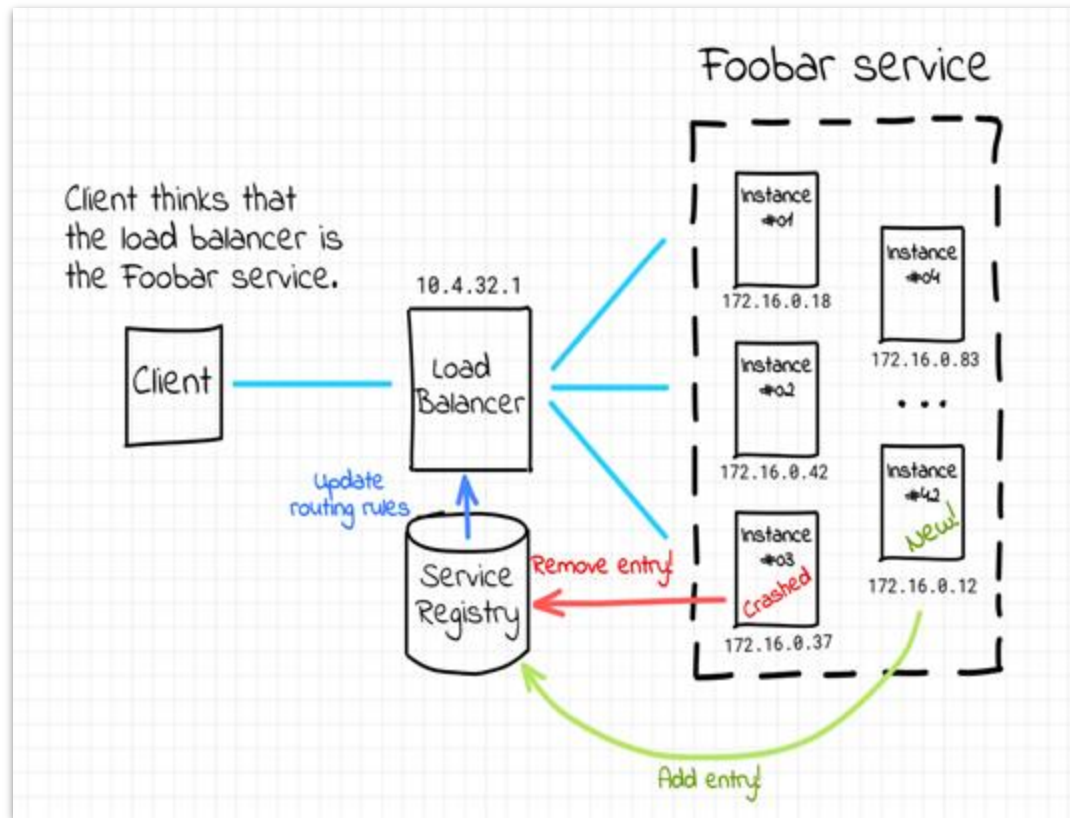 Foobar service
Client thinks that
the load balancer is
the Foobar service.
Client
10.4.32.1
Load
Balancer
Update
routing rules
Service
Registry
Remove entry!
Add entry!
Instance
#01
172.16.0.18
Instance
#02
172.16.0.42
Instance
#03
Crashed
172.16.0.37
Instance
#04
172.16.0.83
...
Instance
#42
New!
172.16.0.12